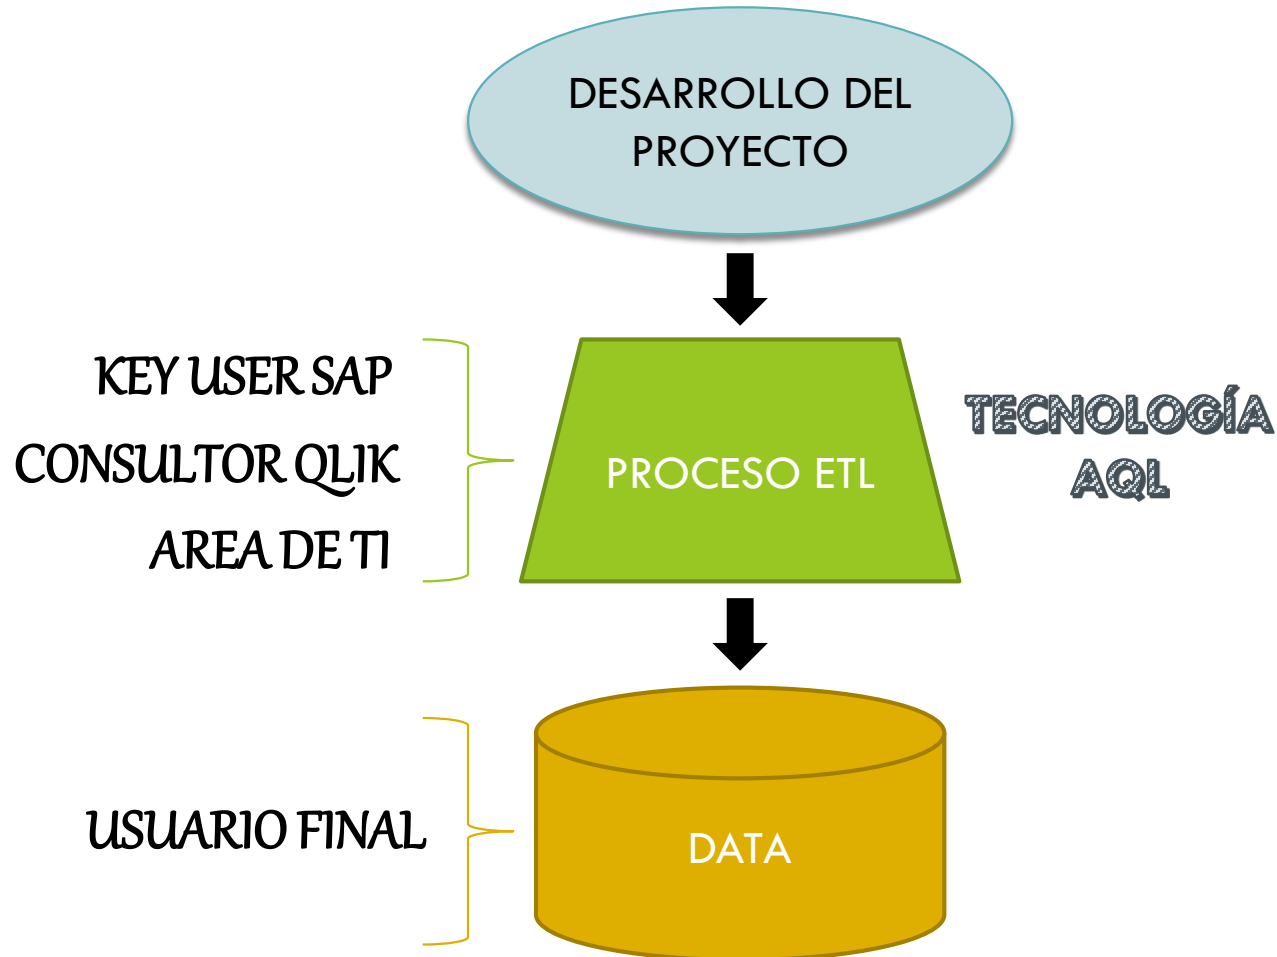 DESARROLLO DEL
PROYECTO
KEY USER SAP
CONSULTOR QLIK
AREA DE TI
PROCESO ETL
TECNOLOGÍA
AQL
USUARIO FINAL
DATA